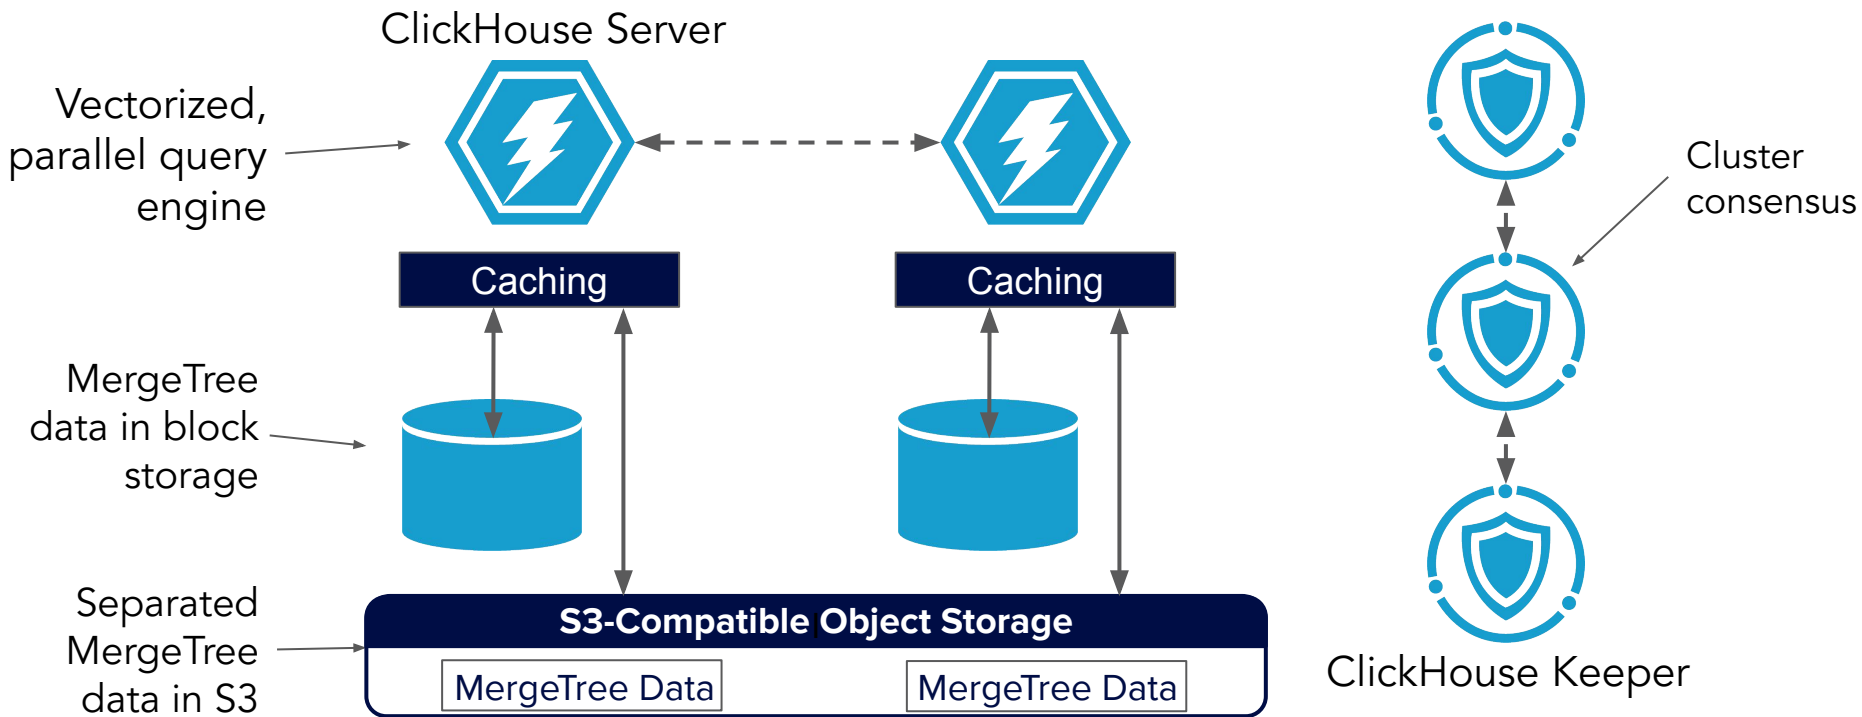 ClickHouse Server
Vectorized,
parallel query
engine
Cluster
consensus
Caching
Caching
MergeTree
data in block
storage
Separated
MergeTree
data in S3
S3-Compatible Object Storage
MergeTree Data
MergeTree Data
ClickHouse Keeper